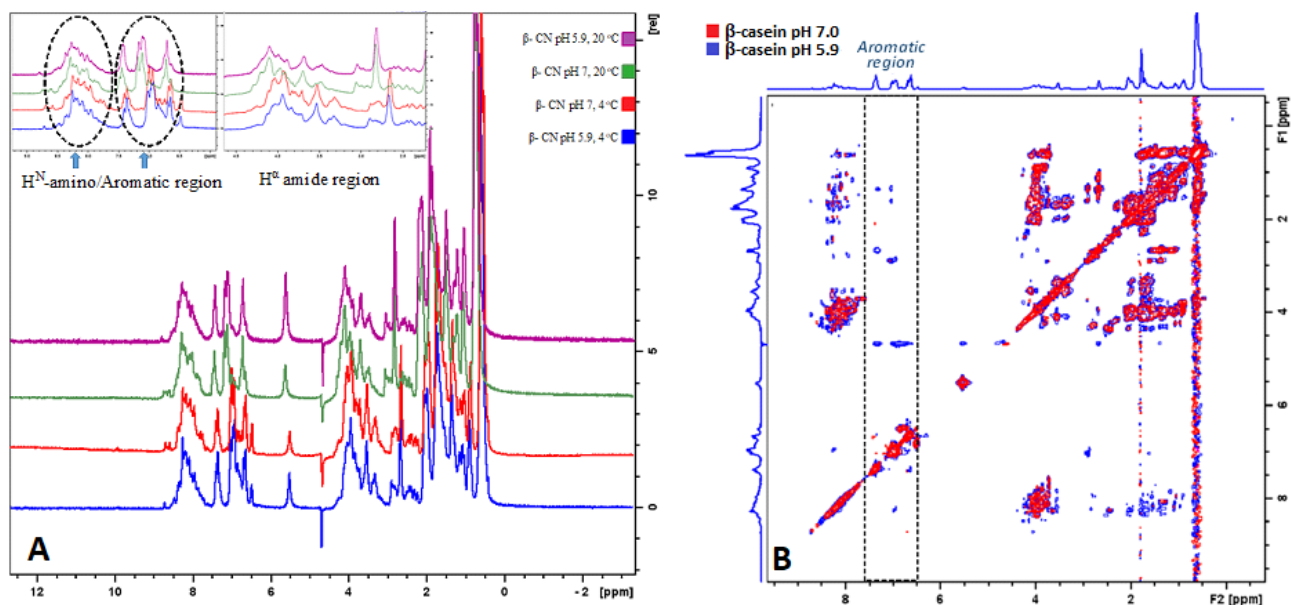 β- CN pH 5.9, 20 °C
β- CN pH 7, 20 °C
β- CN pH 7, 4°C
β- CN pH 5.9, 4°C
H^N-amino/Aromatic region
H^α amide region
[rel]
10
5
0
A
12
10
8
6
4
2
0
- 2
[ppm]
B
β-casein pH 7.0
β-casein pH 5.9
Aromatic
region
F1 [ppm]
2
4
6
8
8
6
4
2
F2 [ppm]